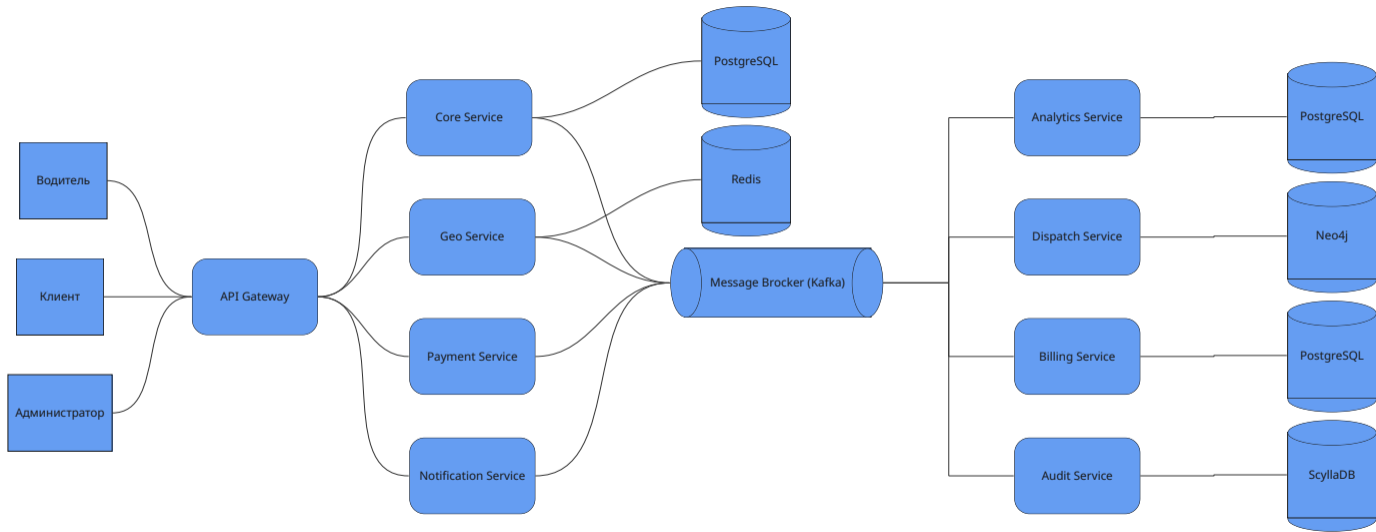 Водитель
Клиент
Администратор
API Gateway
Core Service
Geo Service
Payment Service
Notification Service
PostgreSQL
Redis
Message Brocker (Kafka)
Analytics Service
Dispatch Service
Billing Service
Audit Service
PostgreSQL
Neo4j
PostgreSQL
ScyllaDB